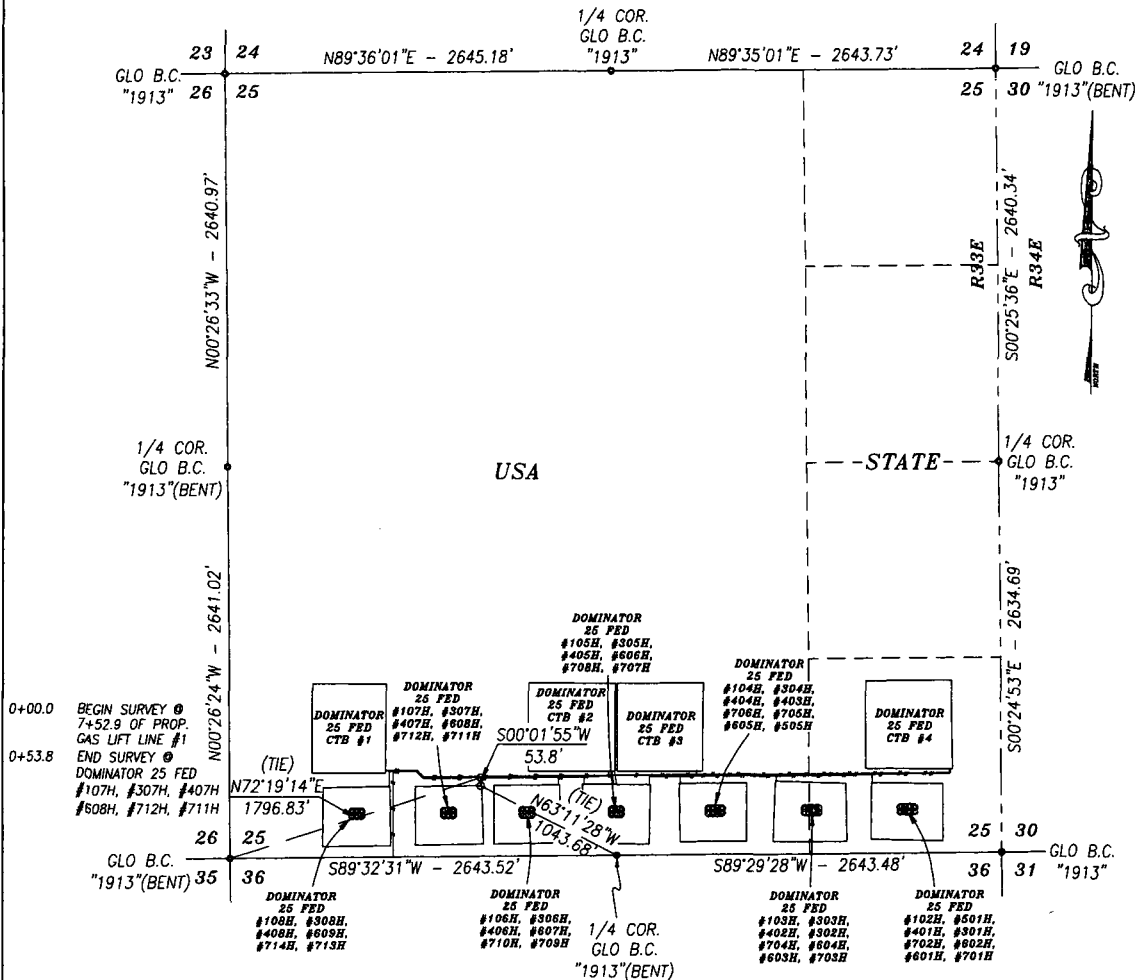 1/4 COR.
GLO B.C.
"1913"
23 24
N89°36'01"E - 2645.18'
N89°35'01"E - 2643.73'
24 19
GLO B.C.
"1913"
26 25
25 30
GLO B.C.
"1913"(BENT)
N00°26'33"W - 2640.97'
S00°25'36"E - 2640.34'
R33E
R34E
NORTH
1/4 COR.
GLO B.C.
"1913"(BENT)
USA
STATE
1/4 COR.
GLO B.C.
"1913"
N00°26'24"W - 2641.02'
S00°24'53"E - 2634.69'
DOMINATOR
25 FED
#105H, #305H,
#405H, #606H,
#708H, #707H
DOMINATOR
25 FED
#107H, #307H,
#407H, #608H,
#712H, #711H
DOMINATOR
25 FED
#104H, #304H,
#404H, #403H,
#706H, #705H,
#605H, #505H
DOMINATOR
25 FED
CTB #1
DOMINATOR
25 FED
CTB #2
DOMINATOR
25 FED
CTB #3
DOMINATOR
25 FED
CTB #4
S00°01'55"W
53.8'
0+00.0 BEGIN SURVEY @
7+52.9 OF PROP.
GAS LIFT LINE #1
0+53.8 END SURVEY @
DOMINATOR 25 FED
#107H, #307H, #407H
#608H, #712H, #711H
(TIE)
N72°19'14"E
1796.83'
(TIE)
N63°11'28"W
1043.68'
26 25
25 30
GLO B.C.
"1913"(BENT)
35 36
S89°32'31"W - 2643.52'
S89°29'28"W - 2643.48'
36 31
GLO B.C.
"1913"
DOMINATOR
25 FED
#108H, #308H,
#408H, #609H,
#714H, #713H
DOMINATOR
25 FED
#106H, #306H,
#406H, #607H,
#710H, #709H
1/4 COR.
GLO B.C.
"1913"(BENT)
DOMINATOR
25 FED
#103H, #303H,
#402H, #302H,
#704H, #604H,
#603H, #703H
DOMINATOR
25 FED
#102H, #501H,
#401H, #301H,
#702H, #602H,
#601H, #701H